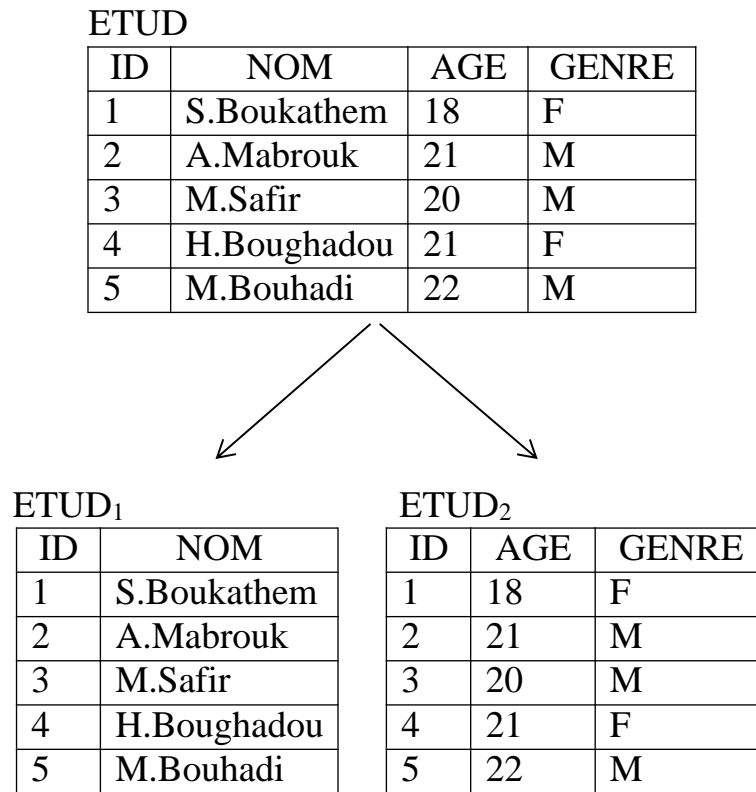 ETUD
ID NOM AGE GENRE
1 S.Boukathem 18 F
2 A.Mabrouk 21 M
3 M.Safir 20 M
4 H.Boughadou 21 F
5 M.Bouhadi 22 M
ETUD₁
ID NOM
1 S.Boukathem
2 A.Mabrouk
3 M.Safir
4 H.Boughadou
5 M.Bouhadi
ETUD₂
ID AGE GENRE
1 18 F
2 21 M
3 20 M
4 21 F
5 22 M